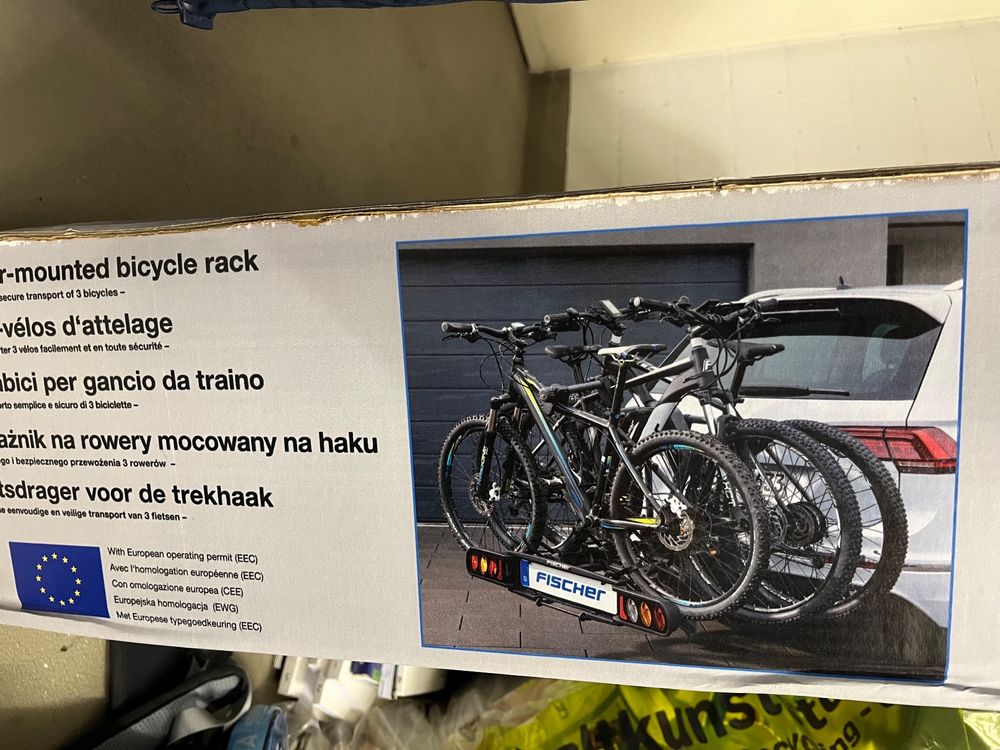 r-mounted bicycle rack
secure transport of 3 bicycles –
-vélos d‘attelage
ter 3 vélos facilement et en toute sécurité –
abici per gancio da traino
orto semplice e sicuro di 3 biciclette –
ażnik na rowery mocowany na haku
ego i bezpiecznego przewożenia 3 rowerów –
tsdrager voor de trekhaak
e eenvoudige en veilige transport van 3 fietsen –
With European operating permit (EEC)
Avec l'homologation européenne (EEC)
Con omologazione europea (CEE)
Europejska homologacja (EWG)
Met Europese typegoedkeuring (EEC)
FISCHER
D FISCHER